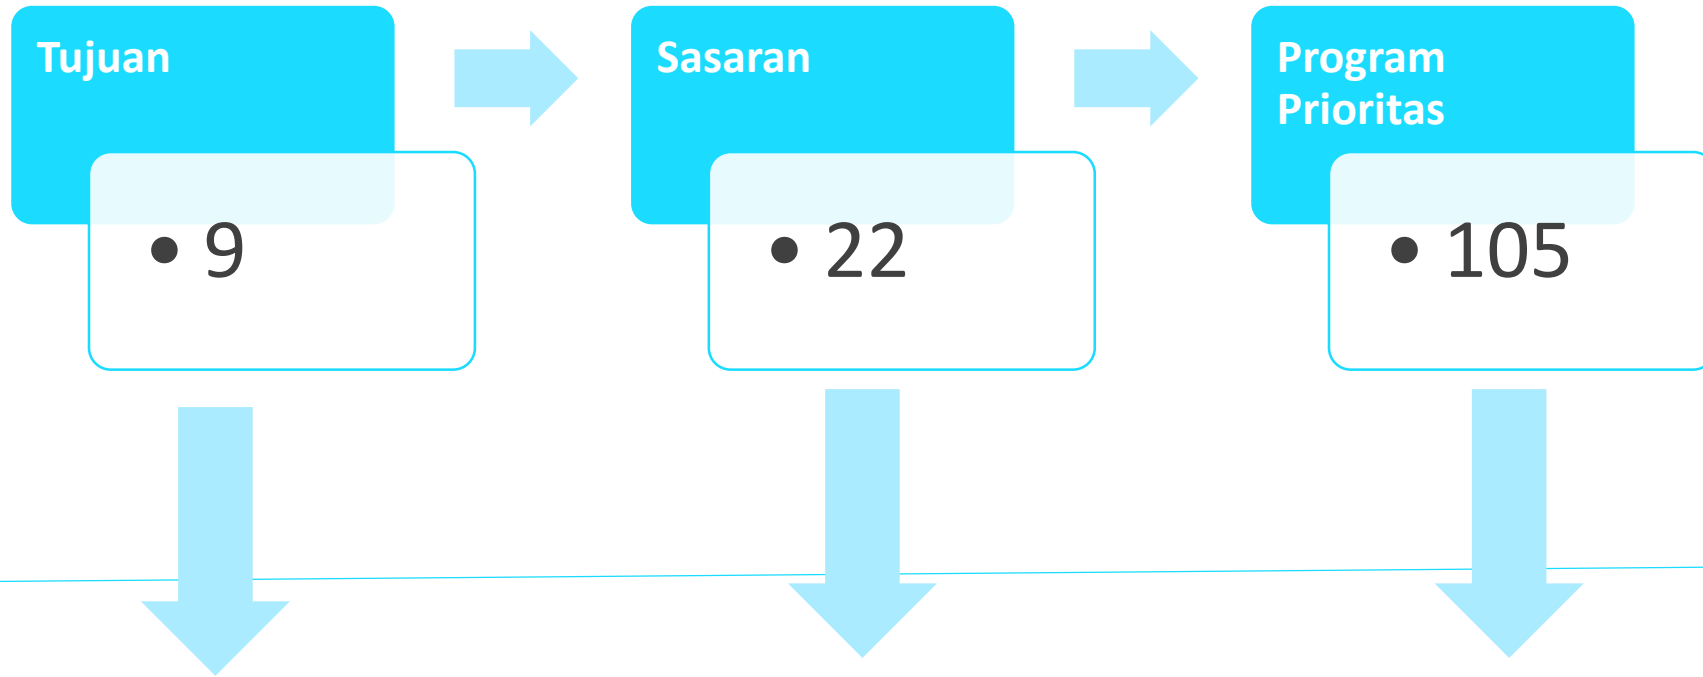 Tujuan
• 9
Sasaran
• 22
Program
Prioritas
• 105